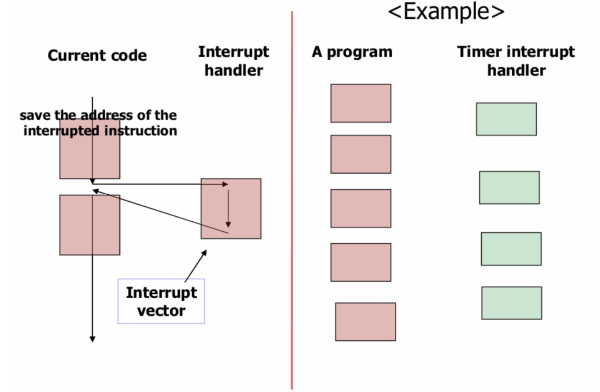 <Example>
Current code
Interrupt
handler
save the address of the
interrupted instruction
Interrupt
vector
A program
Timer interrupt
handler